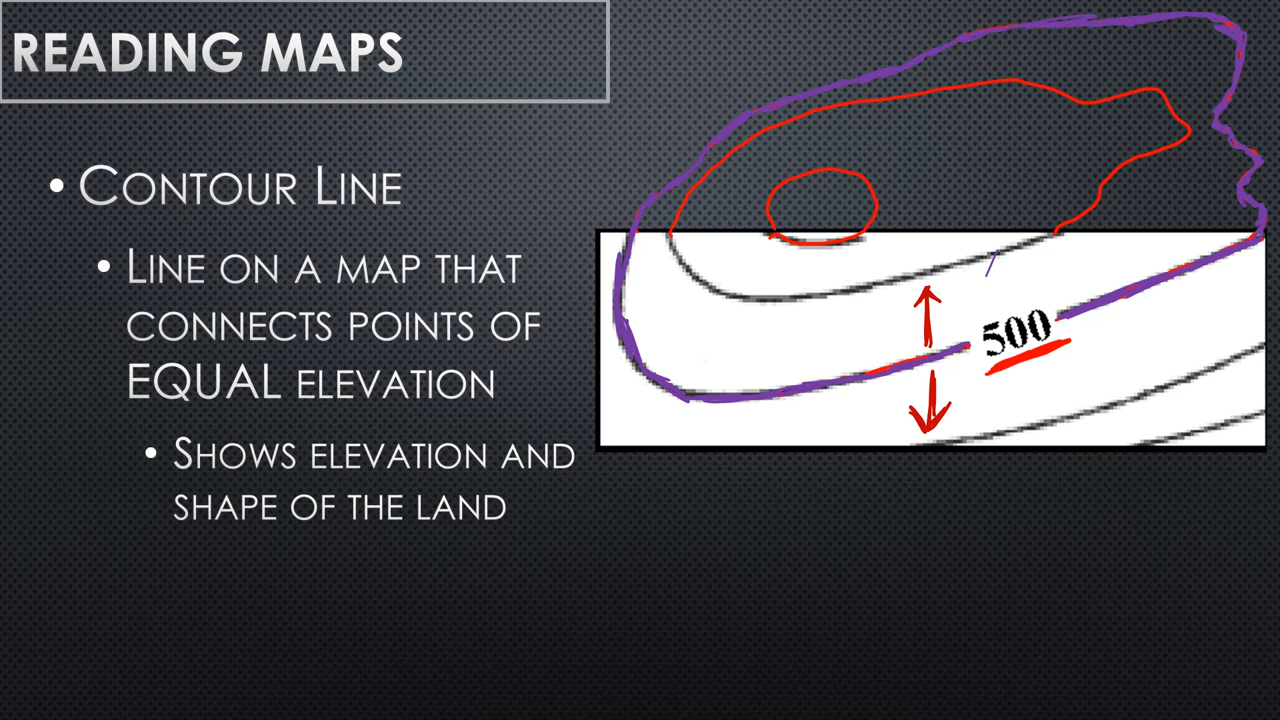 READING MAPS
• CONTOUR LINE
• LINE ON A MAP THAT
CONNECTS POINTS OF
EQUAL ELEVATION
• SHOWS ELEVATION AND
SHAPE OF THE LAND
500